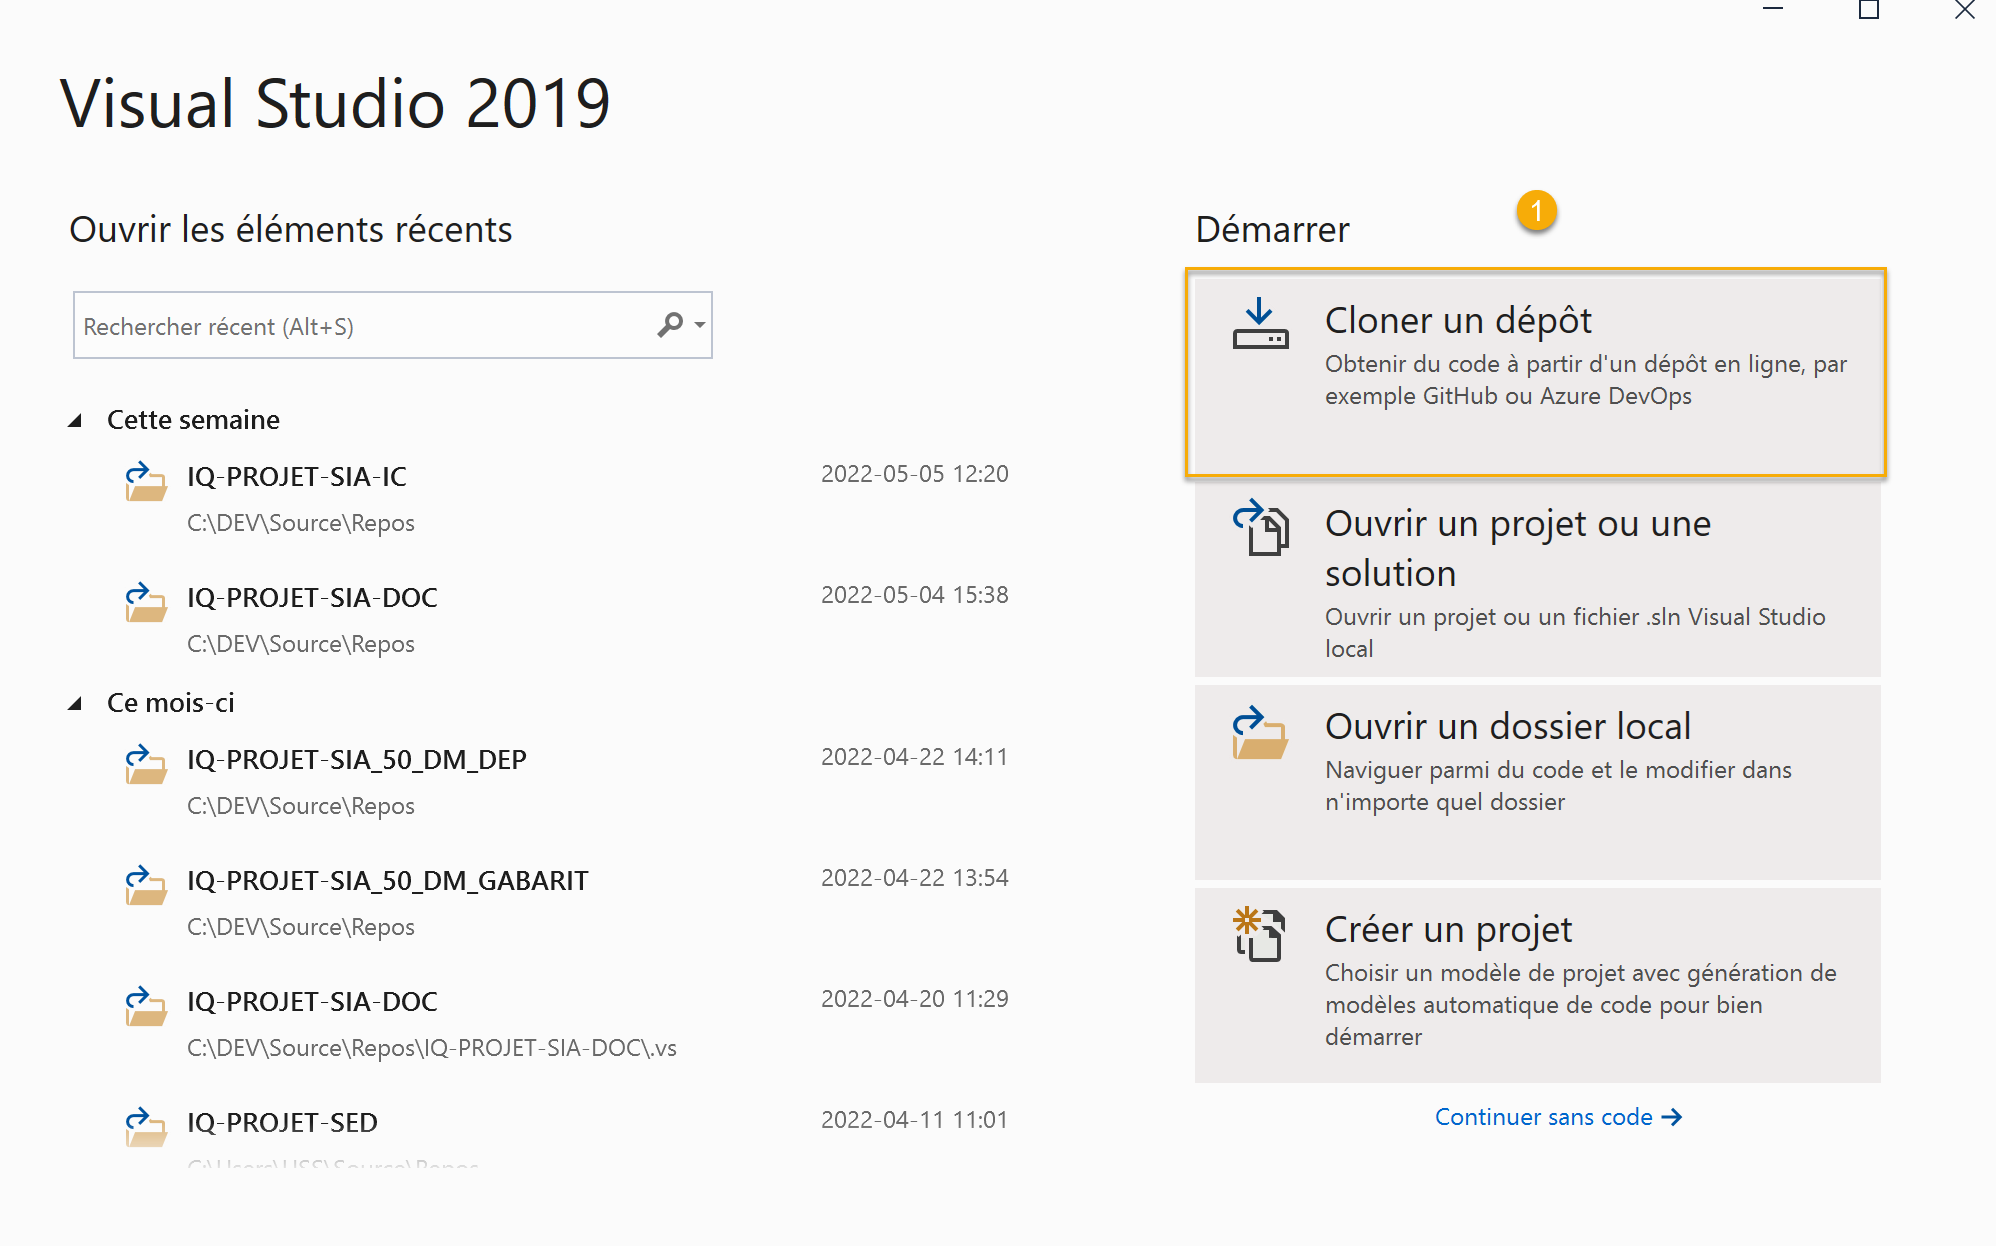 Visual Studio 2019
Ouvrir les éléments récents
Rechercher récent (Alt+S)
Cette semaine
IQ-PROJET-SIA-IC
2022-05-05 12:20
C:\DEV\Source\Repos
IQ-PROJET-SIA-DOC
2022-05-04 15:38
C:\DEV\Source\Repos
Ce mois-ci
IQ-PROJET-SIA_50_DM_DEP
2022-04-22 14:11
C:\DEV\Source\Repos
IQ-PROJET-SIA_50_DM_GABARIT
2022-04-22 13:54
C:\DEV\Source\Repos
IQ-PROJET-SIA-DOC
2022-04-20 11:29
C:\DEV\Source\Repos\IQ-PROJET-SIA-DOC\.vs
IQ-PROJET-SED
2022-04-11 11:01
Démarrer
1
Cloner un dépôt
Obtenir du code à partir d'un dépôt en ligne, par
exemple GitHub ou Azure DevOps
Ouvrir un projet ou une
solution
Ouvrir un projet ou un fichier .sln Visual Studio
local
Ouvrir un dossier local
Naviguer parmi du code et le modifier dans
n'importe quel dossier
Créer un projet
Choisir un modèle de projet avec génération de
modèles automatique de code pour bien
démarrer
Continuer sans code